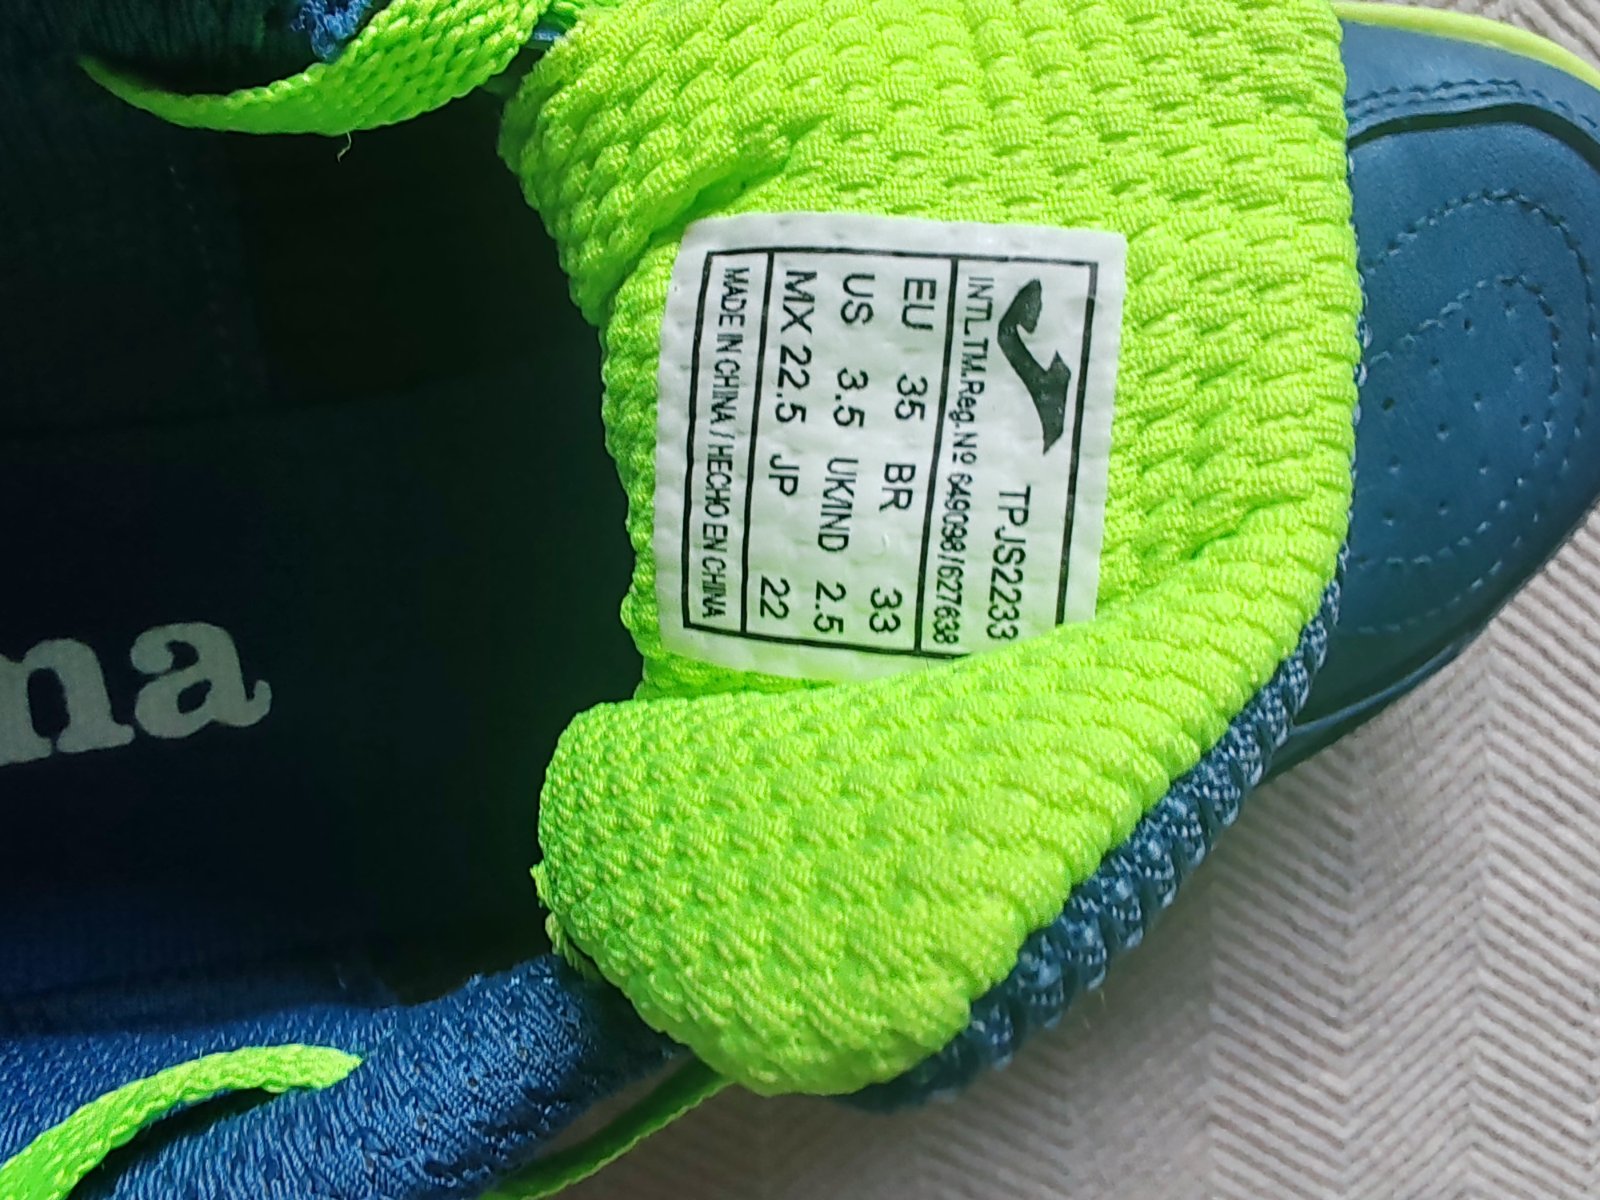 TPJS2233
INTL.TM.Reg.Nº 649098/627638
EU 35 BR 33
US 3.5 UK/IND 2.5
MX 22.5 JP 22
MADE IN CHINA / HECHO EN CHINA
ma